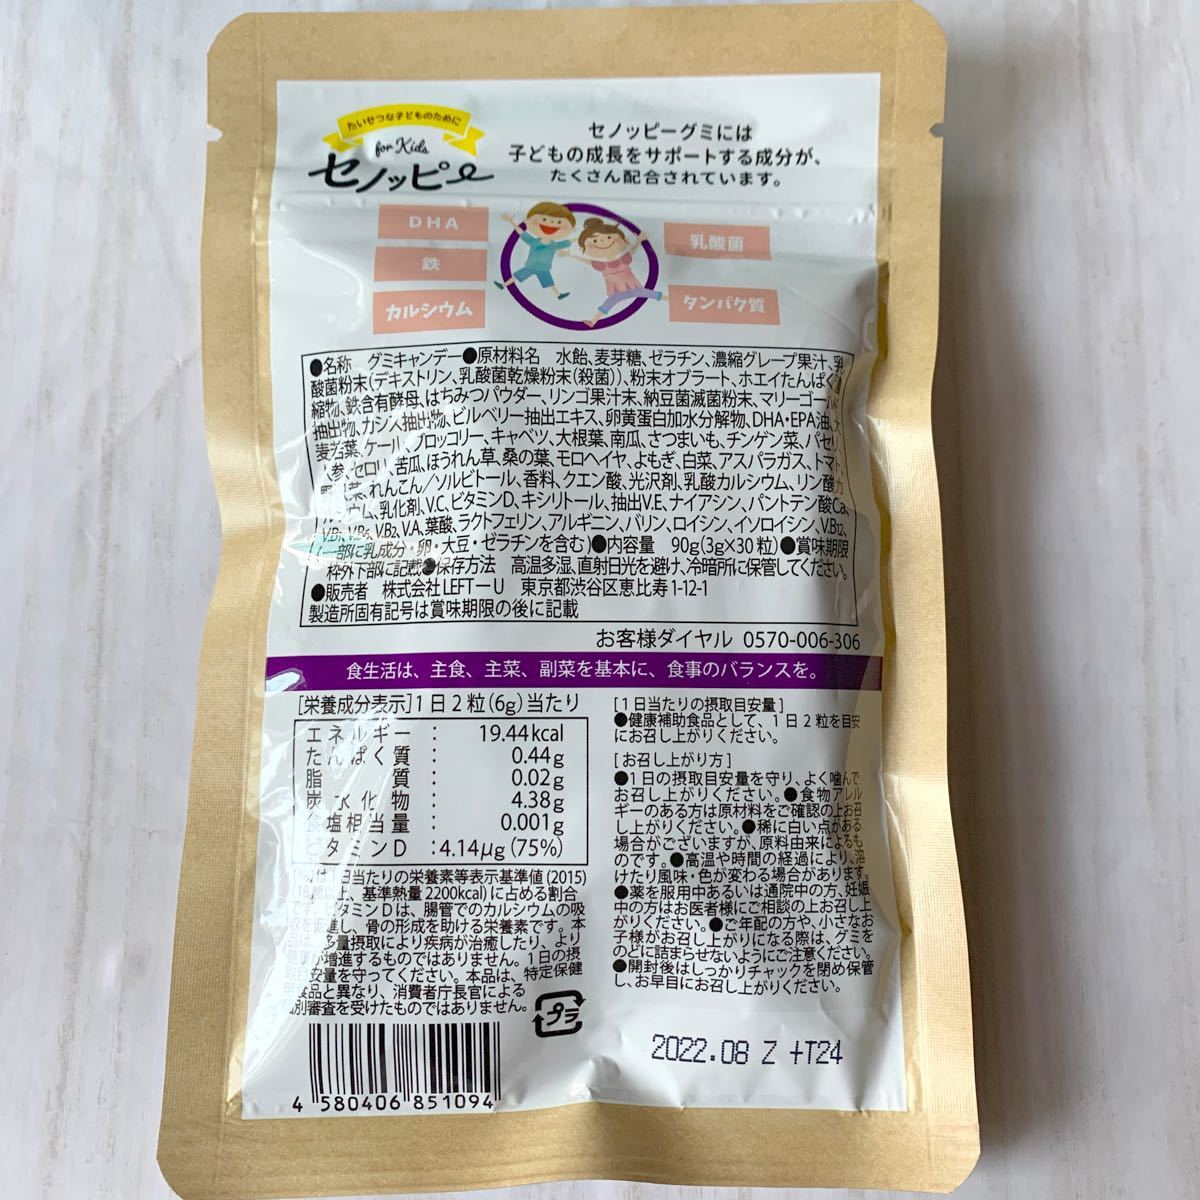 たいせつな子どものために
for Kids
セノッピー
セノッピーグミには
子どもの成長をサポートする成分が、
たくさん配合されています。
DHA
鉄
カルシウム
乳酸菌
タンパク質
●名称 グミキャンデー●原材料名 水飴、麦芽糖、ゼラチン、濃縮グレープ果汁、乳
酸菌粉末(デキストリン、乳酸菌乾燥粉末(殺菌))、粉末オブラート、ホエイたんぱく濃
縮物、鉄含有酵母、はちみつパウダー、リンゴ果汁末、納豆菌滅菌粉末、マリーゴールド
抽出物、カシス抽出物、ビルベリー抽出エキス、卵黄蛋白加水分解物、DHA・EPA油、大
麦若葉、ケール、ブロッコリー、キャベツ、大根葉、南瓜、さつまいも、チンゲン菜、パセリ
人参、セロリ、苦瓜、ほうれん草、桑の葉、モロヘイヤ、よもぎ、白菜、アスパラガス、トマト、
れんこん/ソルビトール、香料、クエン酸、光沢剤、乳酸カルシウム、リン酸カ
ウム、乳化剤、V.C、ビタミンD、キシリトール、抽出V.E、ナイアシン、パントテン酸Ca、
V.B1、V.B6、V.B2、V.A、葉酸、ラクトフェリン、アルギニン、バリン、ロイシン、イソロイシン、V.B12、
(一部に乳成分・卵・大豆・ゼラチンを含む)●内容量 90g(3g×30粒)●賞味期限
枠外下部に記載●保存方法 高温多湿、直射日光を避け、冷暗所に保管してください。
●販売者 株式会社LEFT－U 東京都渋谷区恵比寿1-12-1
製造所固有記号は賞味期限の後に記載
お客様ダイヤル 0570-006-306
食生活は、主食、主菜、副菜を基本に、食事のバランスを。
[栄養成分表示]1日2粒(6g)当たり
エネルギー : 19.44kcal
たんぱく質 : 0.44g
脂質 : 0.02g
炭水化物 : 4.38g
食塩相当量 : 0.001g
ビタミンD :4.14μg(75%)
(%)は1日当たりの栄養素等表示基準値(2015)
18歳以上、基準熱量2200kcal)に占める割合
です。ビタミンDは、腸管でのカルシウムの吸
収を促進し、骨の形成を助ける栄養素です。本
品は、多量摂取により疾病が治癒したり、より
健康が増進するものではありません。1日の摂
取目安量を守ってください。本品は、特定保健
用食品と異なり、消費者庁長官による
個別審査を受けたものではありません。
プラ
4 580406 851094
[1日当たりの摂取目安量]
●健康補助食品として、1日2粒を目安
にお召し上がりください。
[お召し上がり方]
●1日の摂取目安量を守り、よく噛んで
お召し上がりください。●食物アレル
ギーのある方は原材料をご確認の上お召
し上がりください。●稀に白い点がある
場合がございますが、原料由来によるも
のです。●高温や時間の経過により、溶
けたり風味・色が変わる場合があります。
●薬を服用中あるいは通院中の方、妊娠
中の方はお医者様にご相談の上お召し上
がりください。●ご年配の方や、小さなお
子様がお召し上がりになる際は、グミを
のどに詰まらせないようにご注意ください。
●開封後はしっかりチャックを閉め保管
し、お早目にお召し上がりください。
2022.08 Z +T24